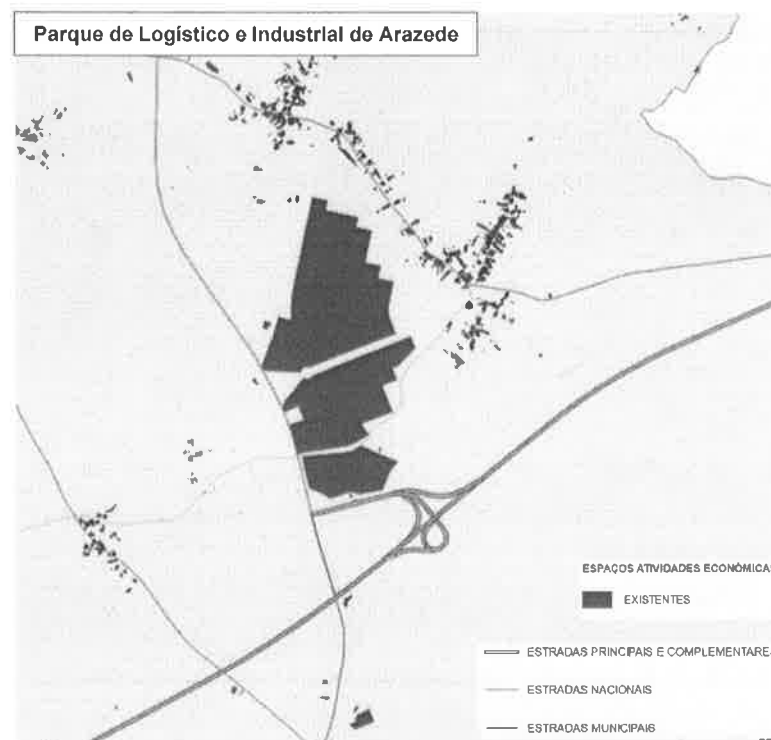 Parque de Logístico e Industrial de Arazede
ESPAÇOS ATIVIDADES ECONÓMICA
EXISTENTES
ESTRADAS PRINCIPAIS E COMPLEMENTARE
ESTRADAS NACIONAIS
ESTRADAS MUNICIPAIS